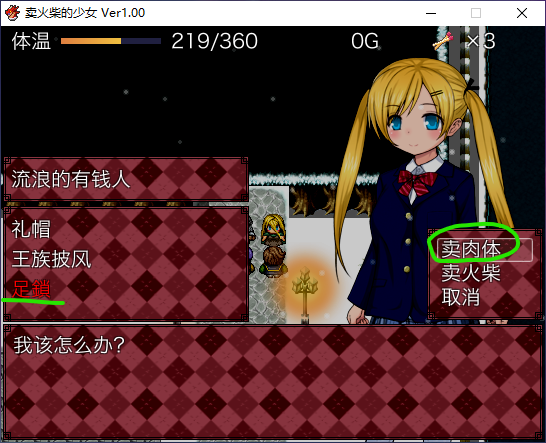 卖火柴的少女 Ver1.00
体温 219/360 0G ×3
流浪的有钱人
礼帽
王族披风
足鎖
卖肉体
卖火柴
取消
我该怎么办?